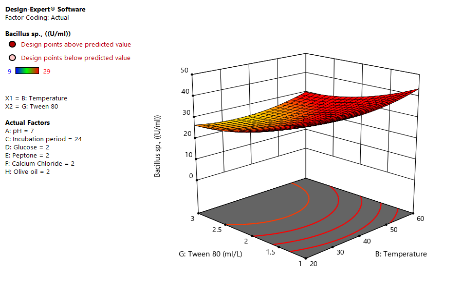 Design-Expert® Software
Factor Coding: Actual
Bacillus sp., ((U/ml))
Design points above predicted value
Design points below predicted value
9 29
X1 = B: Temperature
X2 = G: Tween 80
Actual Factors
A: pH = 7
C: Incubation period = 24
D: Glucose = 2
E: Peptone = 2
F: Calcium Chloride = 2
H: Olive oil = 2
50
40
30
20
10
0
Bacillus sp., ((U/ml))
3
2.5
2
1.5
1
G: Tween 80 (ml/L)
20
30
40
50
60
B: Temperature